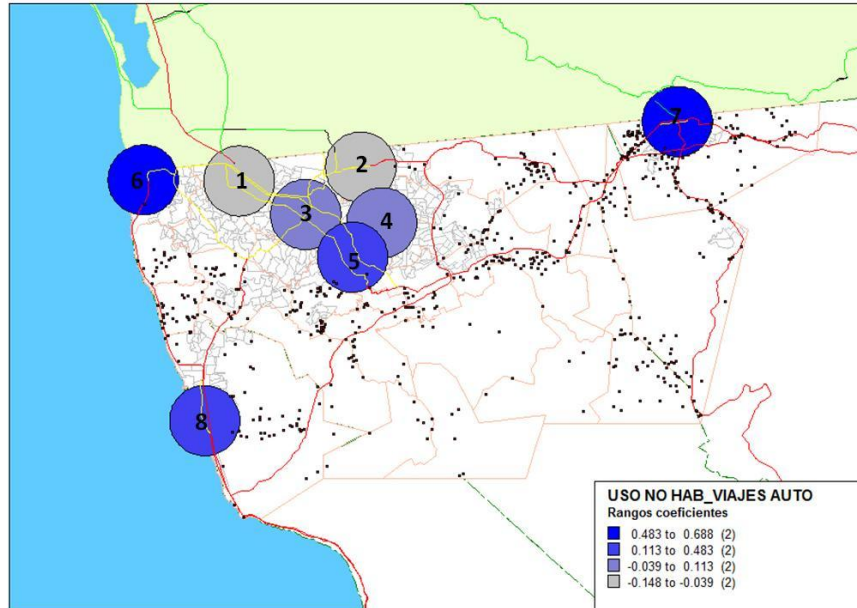 7
6
1
2
3
4
5
8
USO NO HAB_VIAJES AUTO
Rangos coeficientes
0.483 to 0.688 (2)
0.113 to 0.483 (2)
-0.039 to 0.113 (2)
-0.148 to -0.039 (2)